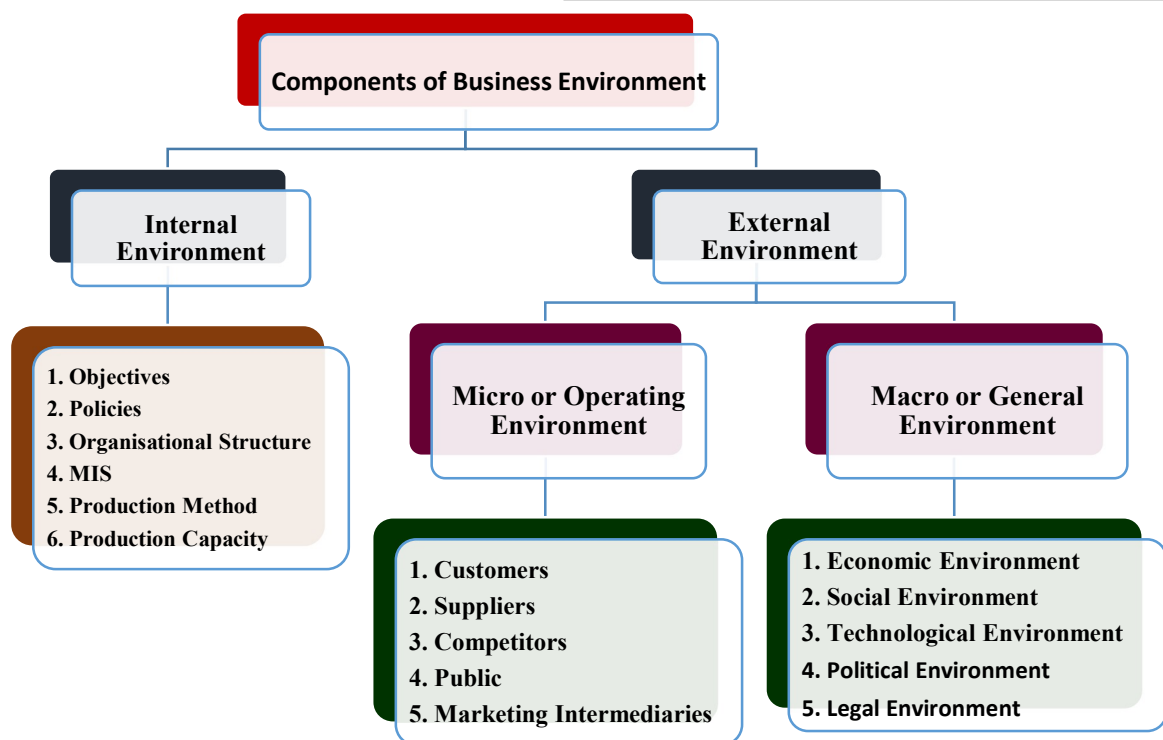 Components of Business Environment
Internal
Environment
External
Environment
1. Objectives
2. Policies
3. Organisational Structure
4. MIS
5. Production Method
6. Production Capacity
Micro or Operating
Environment
Macro or General
Environment
1. Customers
2. Suppliers
3. Competitors
4. Public
5. Marketing Intermediaries
1. Economic Environment
2. Social Environment
3. Technological Environment
4. Political Environment
5. Legal Environment